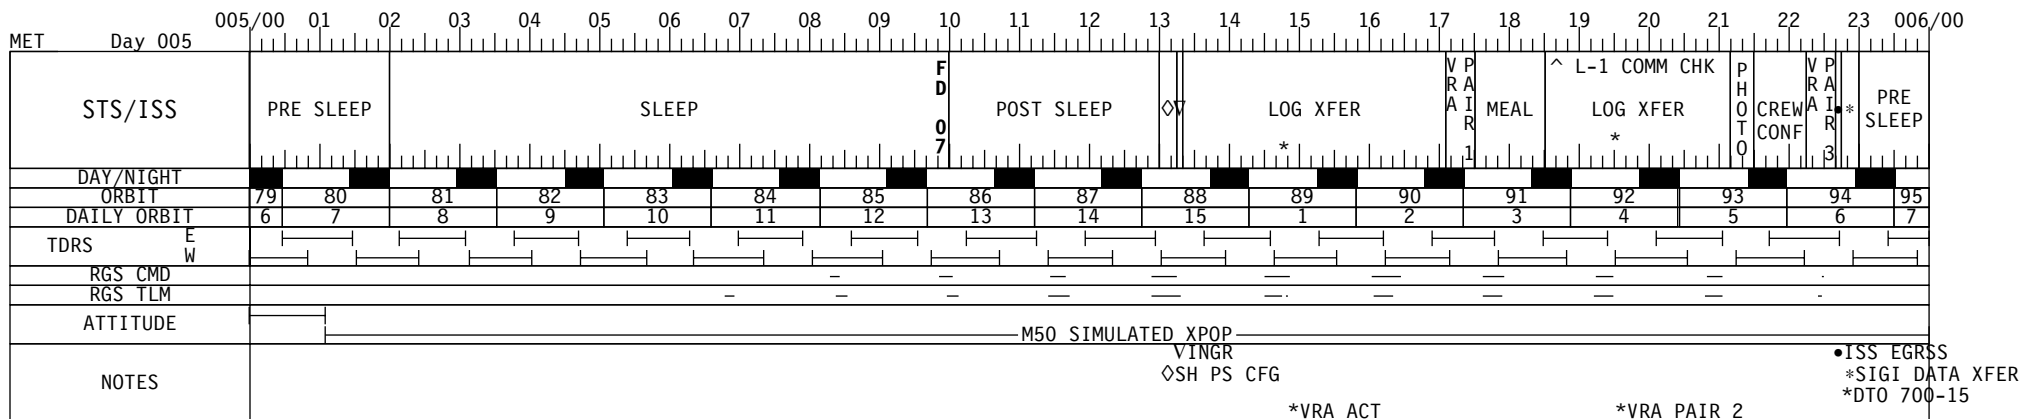 005/00 01 02 03 04 05 06 07 08 09 10 11 12 13 14 15 16 17 18 19 20 21 22 23 006/00
MET Day 005
STS/ISS PRE SLEEP SLEEP FD 07 POST SLEEP ◊∇ LOG XFER * VRA PAIR 1 MEAL ^ L-1 COMM CHK LOG XFER * PHOTO CREW CONF VRA PAIR 3 •* PRE SLEEP
DAY/NIGHT
ORBIT 79 80 81 82 83 84 85 86 87 88 89 90 91 92 93 94 95
DAILY ORBIT 6 7 8 9 10 11 12 13 14 15 1 2 3 4 5 6 7
TDRS E
W
RGS CMD
RGS TLM
ATTITUDE
M50 SIMULATED XPOP
NOTES
∇INGR •ISS EGRSS
◊SH PS CFG *SIGI DATA XFER
*DTO 700-15
*VRA ACT *VRA PAIR 2